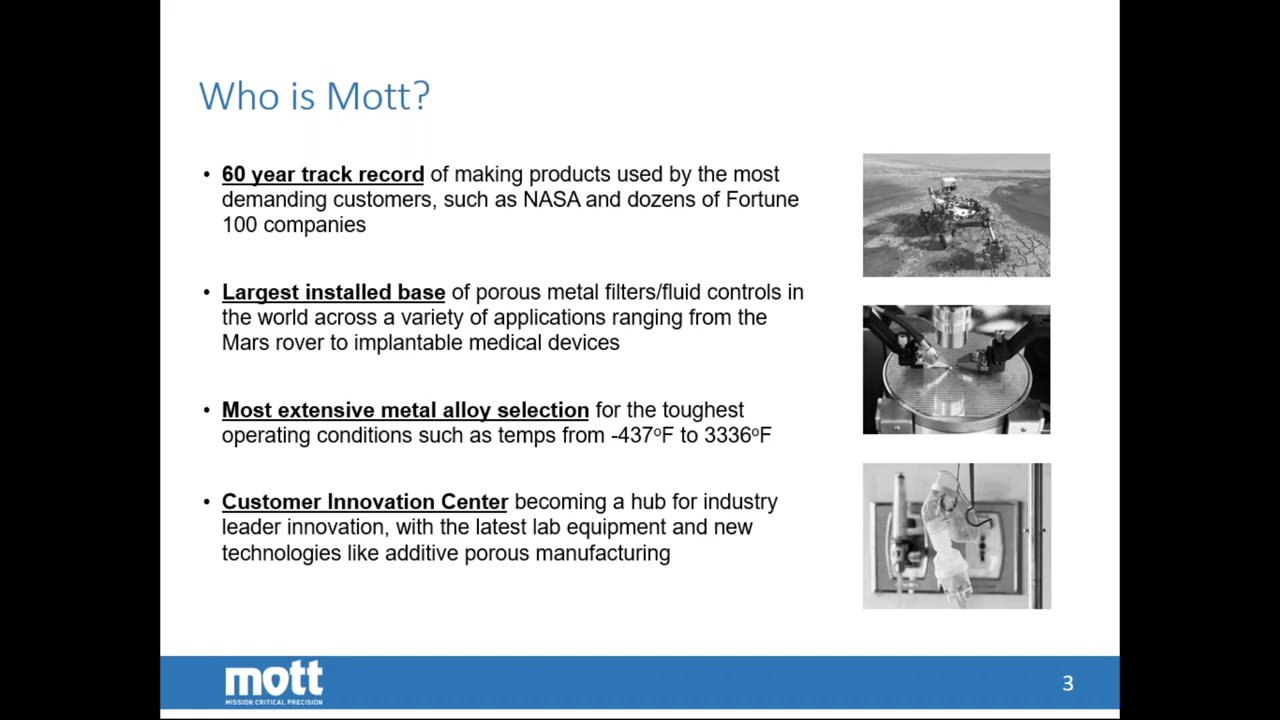 Who is Mott?
• 60 year track record of making products used by the most
demanding customers, such as NASA and dozens of Fortune
100 companies
• Largest installed base of porous metal filters/fluid controls in
the world across a variety of applications ranging from the
Mars rover to implantable medical devices
• Most extensive metal alloy selection for the toughest
operating conditions such as temps from -437ºF to 3336ºF
• Customer Innovation Center becoming a hub for industry
leader innovation, with the latest lab equipment and new
technologies like additive porous manufacturing
mott
MISSION CRITICAL PRECISION
3